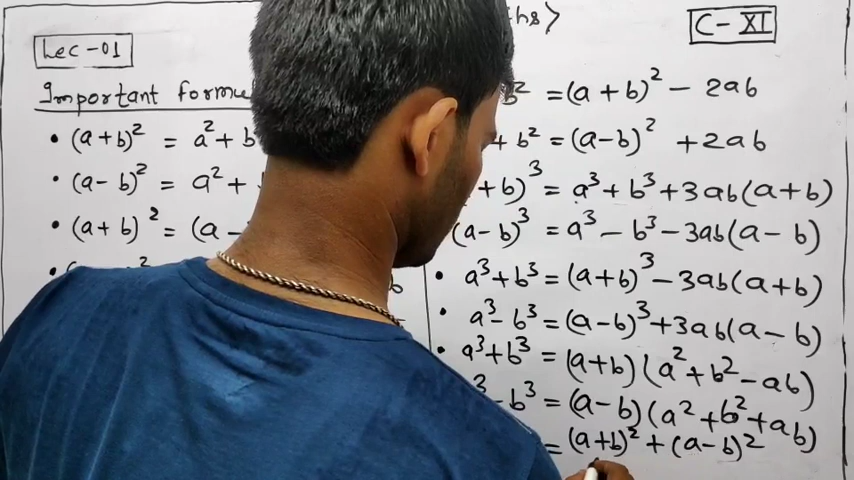 hs>
C-XI
Lec-01
Important formu
• (a+b)² = a²+b
• (a-b)² = a²+
• (a+b)² = (a-
b² = (a+b)² - 2ab
+ b² = (a-b)² + 2ab
+b)³ = a³+b³+3ab(a+b)
(a-b)³ = a³-b³-3ab(a-b)
• a³+b³ = (a+b)³-3ab(a+b)
• a³-b³ = (a-b)³+3ab(a-b)
• a³+b³ = (a+b)(a²+b²-ab)
³-b³ = (a-b)(a²+b²+ab)
= (a+b)²+(a-b)²